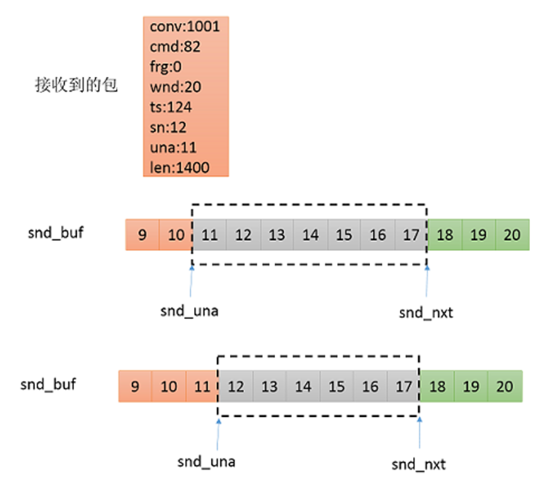 conv:1001
cmd:82
frg:0
接收到的包 wnd:20
ts:124
sn:12
una:11
len:1400
snd_buf 9 10 11 12 13 14 15 16 17 18 19 20
snd_una snd_nxt
snd_buf 9 10 11 12 13 14 15 16 17 18 19 20
snd_una snd_nxt